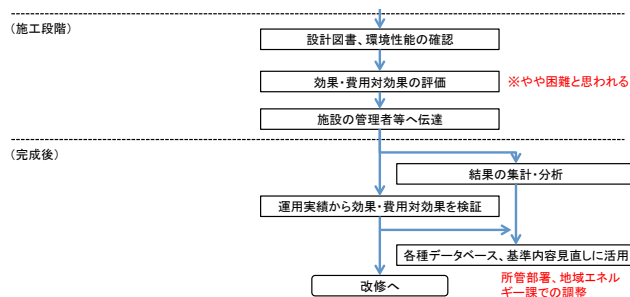 （施工段階）
設計図書、環境性能の確認
効果・費用対効果の評価
※やや困難と思われる
施設の管理者等へ伝達
（完成後）
結果の集計・分析
運用実績から効果・費用対効果を検証
各種データベース、基準内容見直しに活用
改修へ
所管部署、地域エネル
ギー課での調整